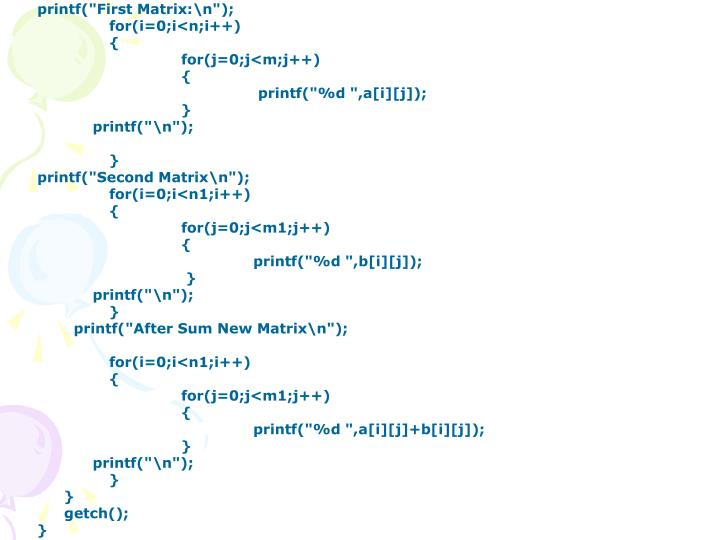 printf("First Matrix:\n");
for(i=0;i<n;i++)
{
for(j=0;j<m;j++)
{
printf("%d ",a[i][j]);
}
printf("\n");
}
printf("Second Matrix\n");
for(i=0;i<n1;i++)
{
for(j=0;j<m1;j++)
{
printf("%d ",b[i][j]);
}
printf("\n");
}
printf("After Sum New Matrix\n");
for(i=0;i<n1;i++)
{
for(j=0;j<m1;j++)
{
printf("%d ",a[i][j]+b[i][j]);
}
printf("\n");
}
}
getch();
}